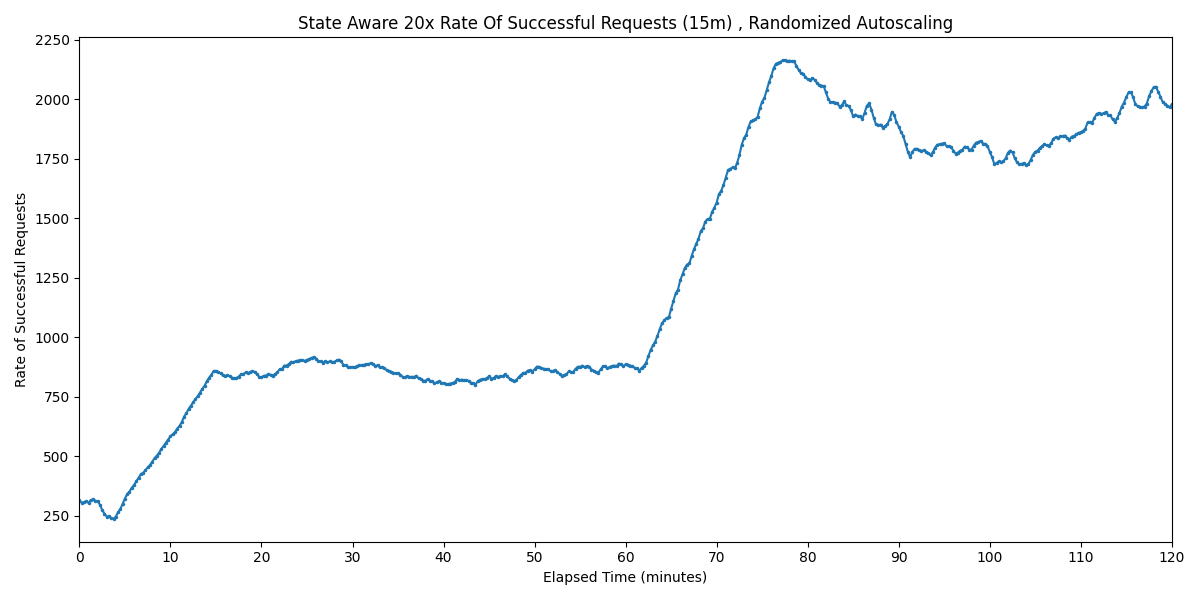 State Aware 20x Rate Of Successful Requests (15m) , Randomized Autoscaling
2250
2000
1750
1500
1250
1000
750
500
250
Rate of Successful Requests
0 10 20 30 40 50 60 70 80 90 100 110 120
Elapsed Time (minutes)